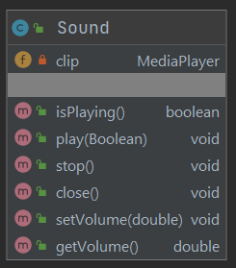 C Sound
f clip MediaPlayer
m isPlaying() boolean
m play(Boolean) void
m stop() void
m close() void
m setVolume(double) void
m getVolume() double